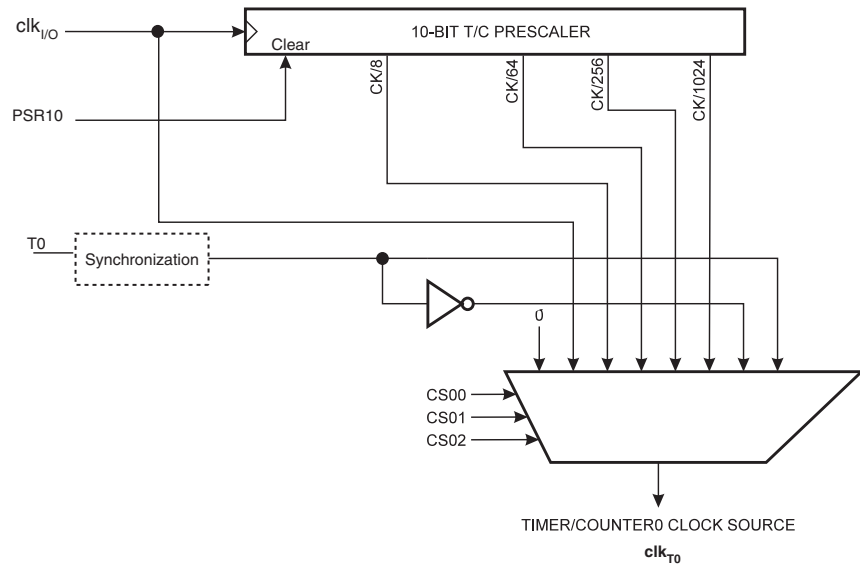 clkI/O
10-BIT T/C PRESCALER
Clear
CK/8
CK/64
CK/256
CK/1024
PSR10
T0
Synchronization
0
CS00
CS01
CS02
TIMER/COUNTER0 CLOCK SOURCE
clkT0